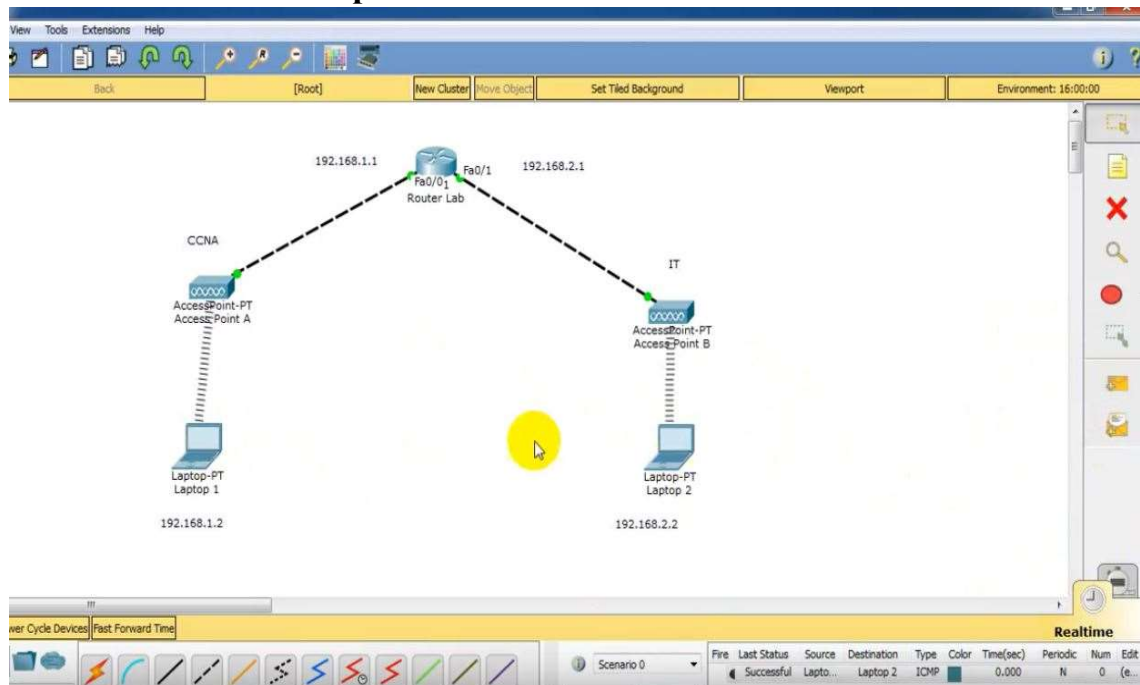 View Tools Extensions Help
Back [Root] New Cluster Move Object Set Tiled Background Viewport Environment: 16:00:00
192.168.1.1
Fa0/1 192.168.2.1
Fa0/0
Router Lab
CCNA
IT
AccessPoint-PT
Access Point A
AccessPoint-PT
Access Point B
Laptop-PT
Laptop 1
Laptop-PT
Laptop 2
192.168.1.2
192.168.2.2
Fast Forward Time
Realtime
Scenario 0
Fire Last Status Source Destination Type Color Time(sec) Periodic Num Edit
Successful Lapto... Laptop 2 ICMP 0.000 N 0 (e...